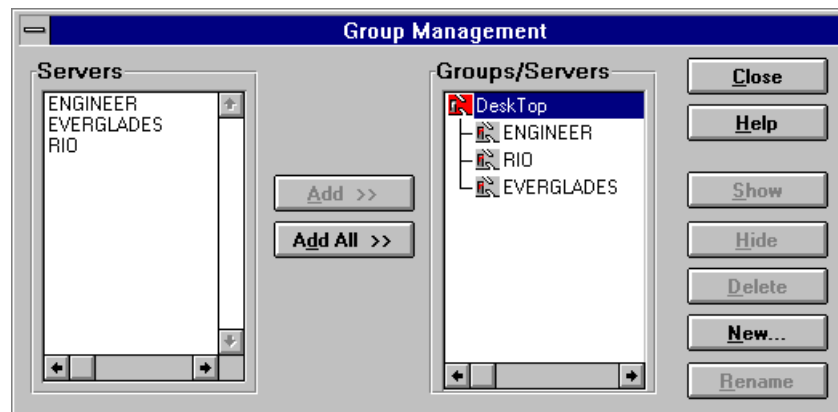 Group Management
Servers
ENGINEER
EVERGLADES
RIO
Add >>
Add All >>
Groups/Servers
DeskTop
ENGINEER
RIO
EVERGLADES
Close
Help
Show
Hide
Delete
New...
Rename